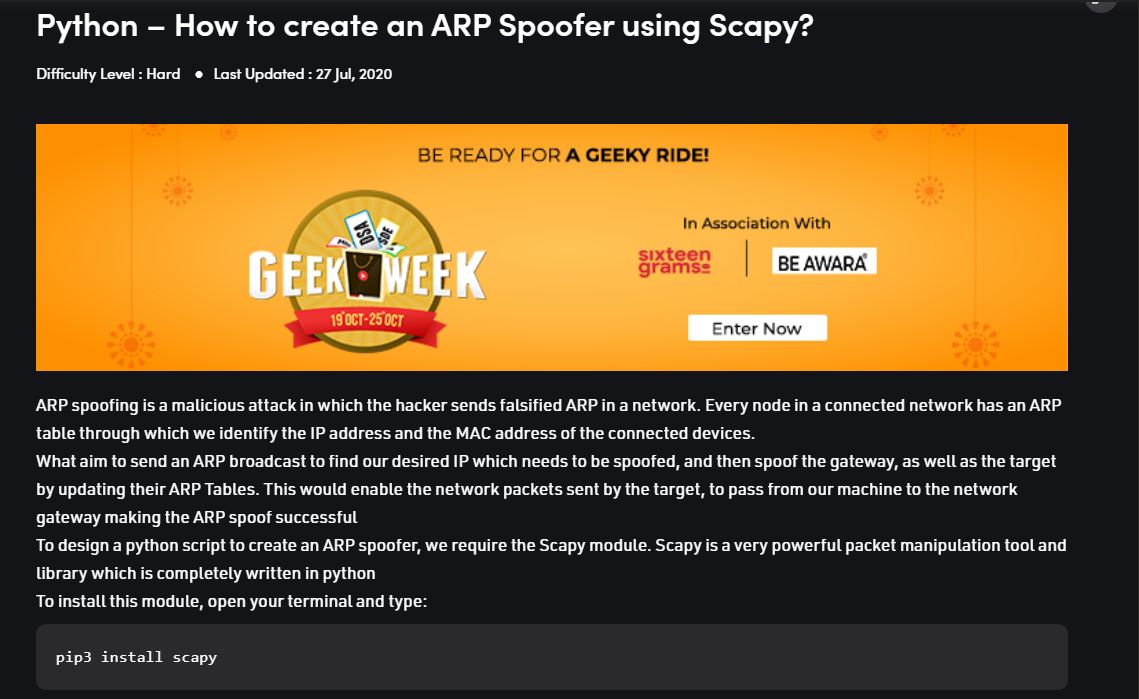 Python – How to create an ARP Spoofer using Scapy?
Difficulty Level : Hard ● Last Updated : 27 Jul, 2020
BE READY FOR A GEEKY RIDE!
In Association With
DSA
SDE
GEEK WEEK
sixteen
grams
BE AWARA
19 OCT-25 OCT
Enter Now
ARP spoofing is a malicious attack in which the hacker sends falsified ARP in a network. Every node in a connected network has an ARP
table through which we identify the IP address and the MAC address of the connected devices.
What aim to send an ARP broadcast to find our desired IP which needs to be spoofed, and then spoof the gateway, as well as the target
by updating their ARP Tables. This would enable the network packets sent by the target, to pass from our machine to the network
gateway making the ARP spoof successful
To design a python script to create an ARP spoofer, we require the Scapy module. Scapy is a very powerful packet manipulation tool and
library which is completely written in python
To install this module, open your terminal and type:
pip3 install scapy